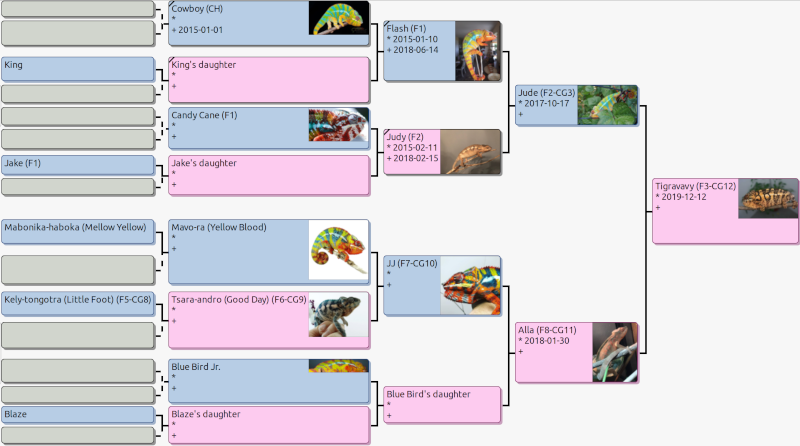 Cowboy (CH)
*
+ 2015-01-01
King
King's daughter
*
+
Candy Cane (F1)
*
+
Jake (F1)
Jake's daughter
*
+
Mabonika-haboka (Mellow Yellow)
Mavo-ra (Yellow Blood)
*
+
Kely-tongotra (Little Foot) (F5-CG8)
Tsara-andro (Good Day) (F6-CG9)
*
+
Blue Bird Jr.
*
+
Blaze
Blaze's daughter
*
+
Flash (F1)
* 2015-01-10
+ 2018-06-14
Judy (F2)
* 2015-02-11
+ 2018-02-15
JJ (F7-CG10)
*
+
Blue Bird's daughter
*
+
Jude (F2-CG3)
* 2017-10-17
+
Alla (F8-CG11)
* 2018-01-30
+
Tigravavy (F3-CG12)
* 2019-12-12
+